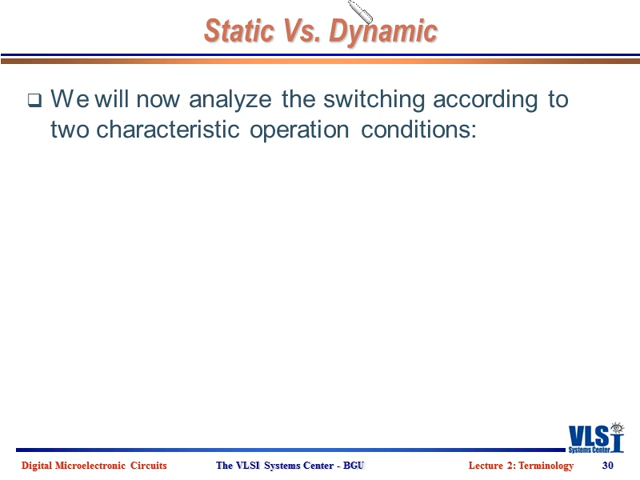 Static Vs. Dynamic
We will now analyze the switching according to
two characteristic operation conditions:
VLSI
Systems Center
Digital Microelectronic Circuits The VLSI Systems Center - BGU Lecture 2: Terminology 30